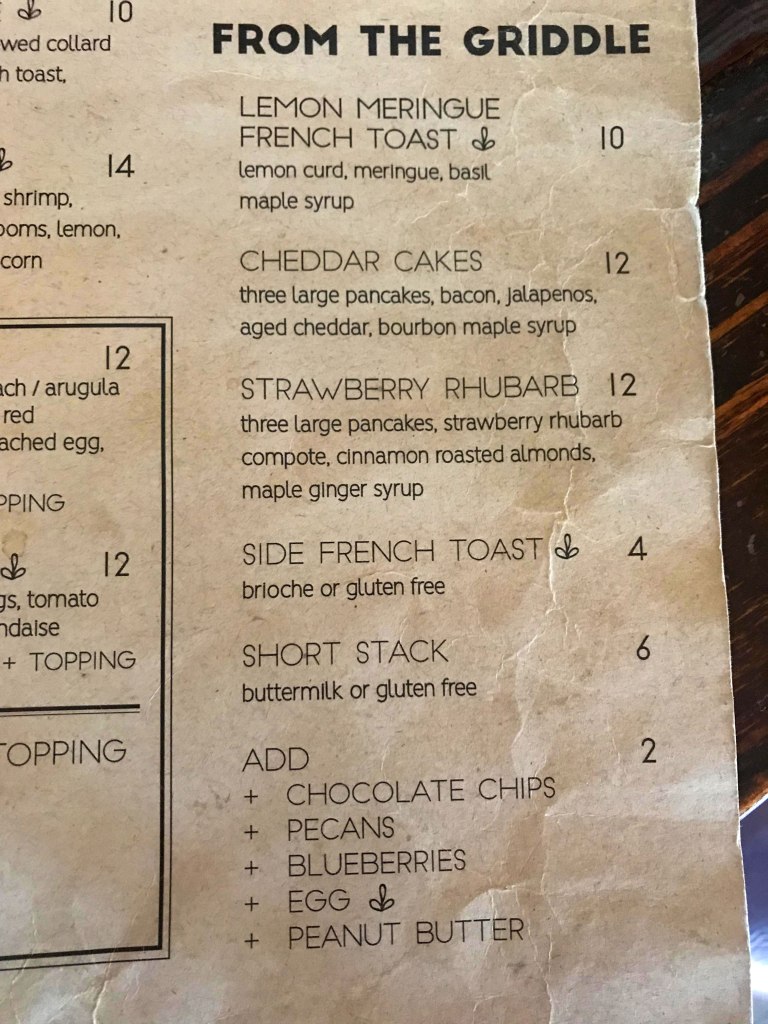 10
wed collard
h toast,
14
shrimp,
ooms, lemon,
corn
12
ach / arugula
red
ached egg,
PPING
12
gs, tomato
ndaise
+ TOPPING
TOPPING
FROM THE GRIDDLE
LEMON MERINGUE
FRENCH TOAST 10
lemon curd, meringue, basil
maple syrup
CHEDDAR CAKES 12
three large pancakes, bacon, jalapenos,
aged cheddar, bourbon maple syrup
STRAWBERRY RHUBARB 12
three large pancakes, strawberry rhubarb
compote, cinnamon roasted almonds,
maple ginger syrup
SIDE FRENCH TOAST 4
brioche or gluten free
SHORT STACK 6
buttermilk or gluten free
ADD 2
+ CHOCOLATE CHIPS
+ PECANS
+ BLUEBERRIES
+ EGG
+ PEANUT BUTTER